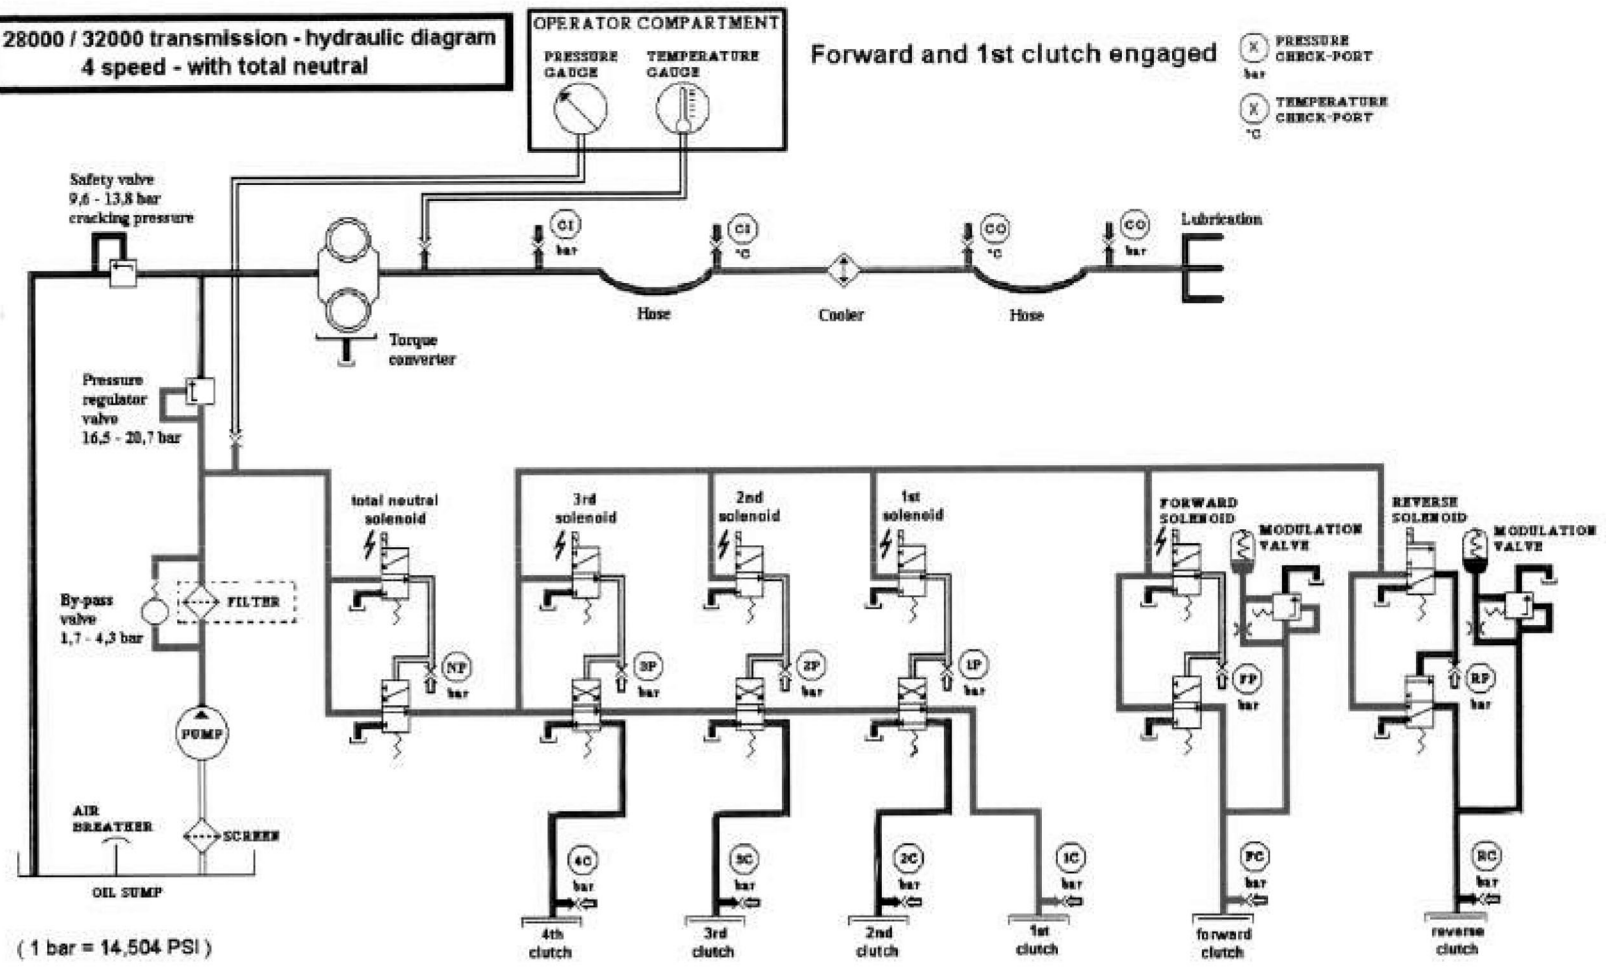 28000 / 32000 transmission - hydraulic diagram
4 speed - with total neutral
OPERATOR COMPARTMENT
PRESSURE
GAUGE
TEMPERATURE
GAUGE
Forward and 1st clutch engaged
X
PRESSURE
CHECK-PORT
bar
X
TEMPERATURE
CHECK-PORT
°C
Safety valve
9,6 - 13,8 bar
cracking pressure
CI
bar
CI
°C
CO
°C
CO
bar
Lubrication
Hose
Cooler
Hose
Torque
converter
Pressure
regulator
valve
16,5 - 20,7 bar
total neutral
solenoid
3rd
solenoid
2nd
solenoid
1st
solenoid
FORWARD
SOLENOID
MODULATION
VALVE
REVERSE
SOLENOID
MODULATION
VALVE
By-pass
valve
1,7 - 4,3 bar
FILTER
NP
bar
3P
bar
2P
bar
1P
bar
FP
bar
RP
bar
PUMP
AIR
BREATHER
SCREEN
OIL SUMP
4C
bar
3C
bar
2C
bar
1C
bar
FC
bar
RC
bar
4th
clutch
3rd
clutch
2nd
clutch
1st
clutch
forward
clutch
reverse
clutch
( 1 bar = 14,504 PSI )